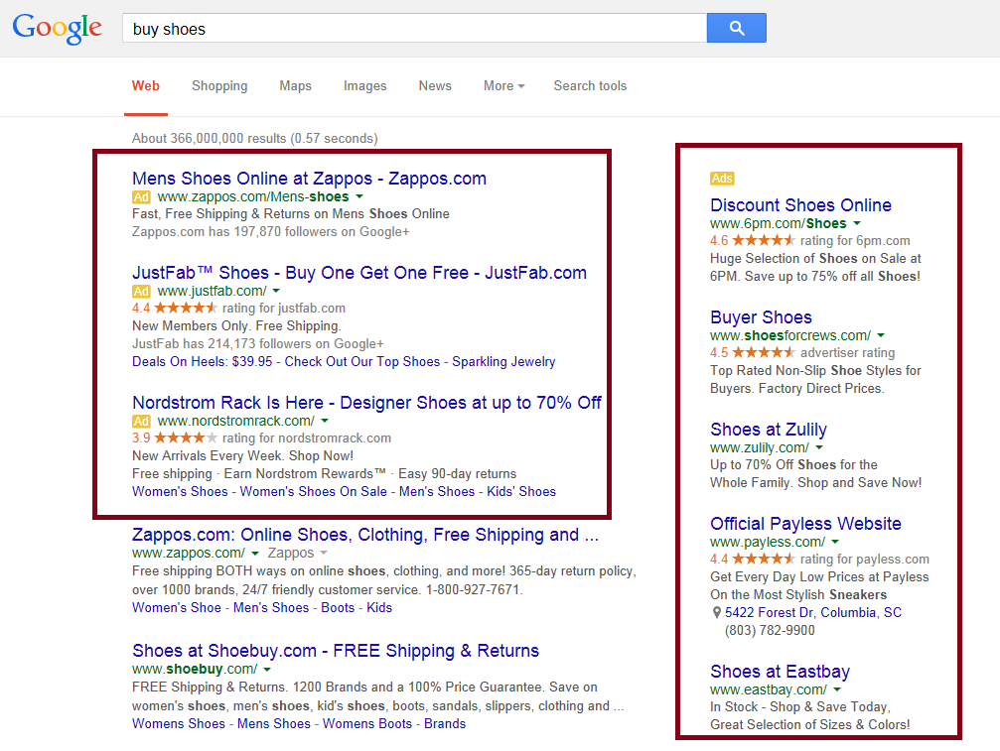 Google
buy shoes
Web Shopping Maps Images News More Search tools
About 366,000,000 results (0.57 seconds)
Mens Shoes Online at Zappos - Zappos.com
Ad www.zappos.com/Mens-shoes
Fast, Free Shipping & Returns on Mens Shoes Online
Zappos.com has 197,870 followers on Google+
JustFab™ Shoes - Buy One Get One Free - JustFab.com
Ad www.justfab.com/
4.4 ★★★★★ rating for justfab.com
New Members Only. Free Shipping.
JustFab has 214,173 followers on Google+
Deals On Heels: $39.95 - Check Out Our Top Shoes - Sparkling Jewelry
Nordstrom Rack Is Here - Designer Shoes at up to 70% Off
Ad www.nordstromrack.com/
3.9 ★★★★★ rating for nordstromrack.com
New Arrivals Every Week. Shop Now!
Free shipping · Earn Nordstrom Rewards™ · Easy 90-day returns
Women's Shoes - Women's Shoes On Sale - Men's Shoes - Kids' Shoes
Zappos.com: Online Shoes, Clothing, Free Shipping and ...
www.zappos.com/ Zappos
Free shipping BOTH ways on online shoes, clothing, and more! 365-day return policy,
over 1000 brands, 24/7 friendly customer service. 1-800-927-7671.
Women's Shoe - Men's Shoes - Boots - Kids
Shoes at Shoebuy.com - FREE Shipping & Returns
www.shoebuy.com/
FREE Shipping & Returns. 1200 Brands and a 100% Price Guarantee. Save on
women's shoes, men's shoes, kid's shoes, boots, sandals, slippers, clothing and ...
Womens Shoes - Mens Shoes - Womens Boots - Brands
Ads
Discount Shoes Online
www.6pm.com/Shoes
4.6 ★★★★★ rating for 6pm.com
Huge Selection of Shoes on Sale at
6PM. Save up to 75% off all Shoes!
Buyer Shoes
www.shoesforcrews.com/
4.5 ★★★★★ advertiser rating
Top Rated Non-Slip Shoe Styles for
Buyers. Factory Direct Prices.
Shoes at Zulily
www.zulily.com/
Up to 70% Off Shoes for the
Whole Family. Shop and Save Now!
Official Payless Website
www.payless.com/
4.4 ★★★★★ rating for payless.com
Get Every Day Low Prices at Payless
On the Most Stylish Sneakers
5422 Forest Dr, Columbia, SC
(803) 782-9900
Shoes at Eastbay
www.eastbay.com/
In Stock - Shop & Save Today,
Great Selection of Sizes & Colors!